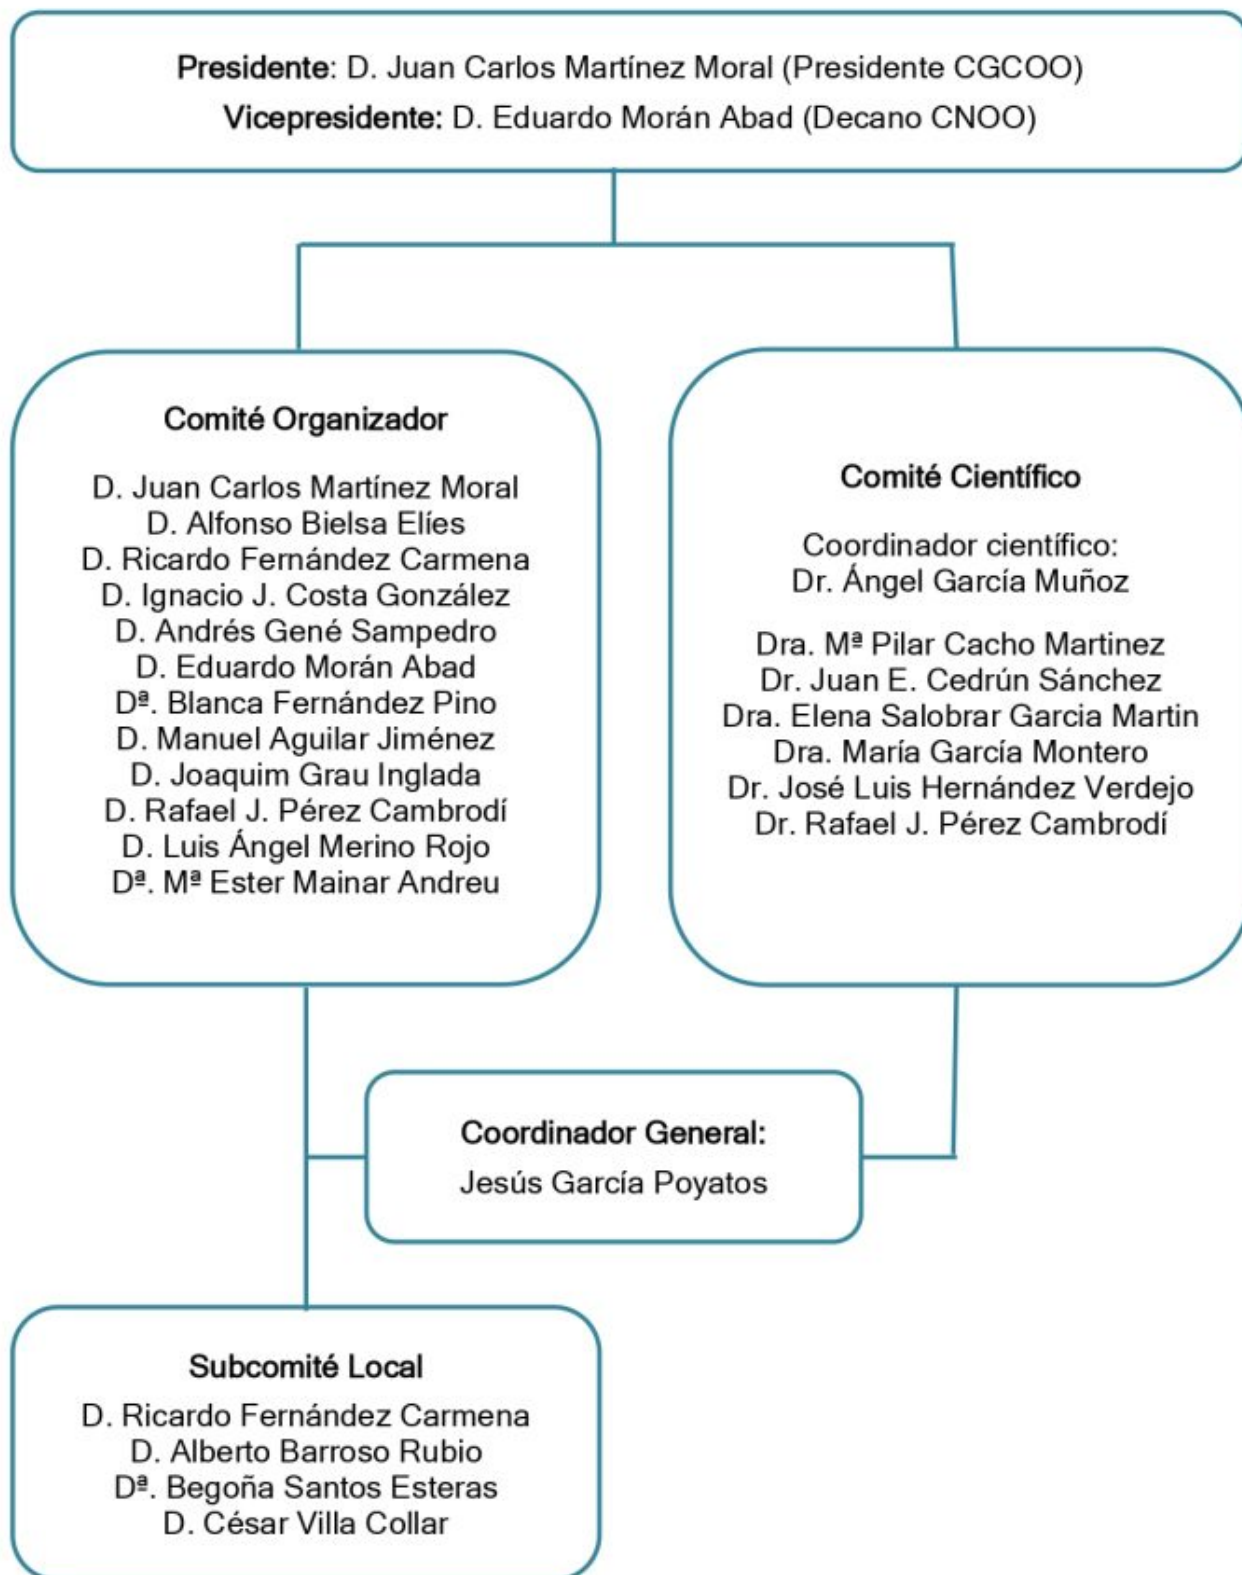 Presidente: D. Juan Carlos Martínez Moral (Presidente CGCOO)
Vicepresidente: D. Eduardo Morán Abad (Decano CNOO)
Comité Organizador
D. Juan Carlos Martínez Moral
D. Alfonso Bielsa Elíes
D. Ricardo Fernández Carmena
D. Ignacio J. Costa González
D. Andrés Gené Sampedro
D. Eduardo Morán Abad
Dª. Blanca Fernández Pino
D. Manuel Aguilar Jiménez
D. Joaquim Grau Inglada
D. Rafael J. Pérez Cambrodí
D. Luis Ángel Merino Rojo
Dª. Mª Ester Mainar Andreu
Comité Científico
Coordinador científico:
Dr. Ángel García Muñoz
Dra. Mª Pilar Cacho Martinez
Dr. Juan E. Cedrún Sánchez
Dra. Elena Salobrar Garcia Martin
Dra. María García Montero
Dr. José Luis Hernández Verdejo
Dr. Rafael J. Pérez Cambrodí
Coordinador General:
Jesús García Poyatos
Subcomité Local
D. Ricardo Fernández Carmena
D. Alberto Barroso Rubio
Dª. Begoña Santos Esteras
D. César Villa Collar